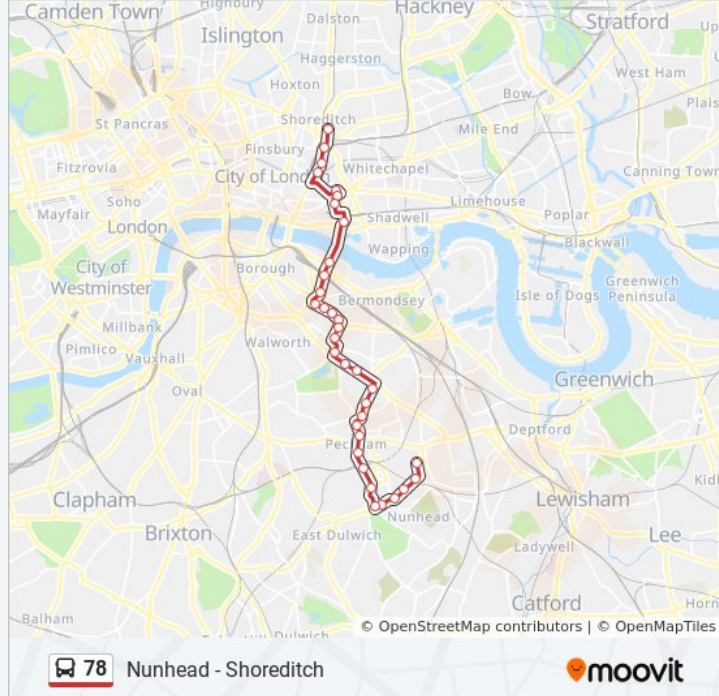 Camden Town
Highbury
Dalston
Hackney
Stratford
Islington
Haggerston
Hoxton
West Ham
Bow
St Pancras
Shoreditch
Mile End
Finsbury
Fitzrovia
City of London
Whitechapel
Canning Town
Soho
Limehouse
Mayfair
London
Shadwell
Poplar
Wapping
Blackwall
City of
Westminster
Borough
Greenwich
Peninsula
Bermondsey
Isle of Dogs
Millbank
Pimlico
Walworth
Vauxhall
Greenwich
Oval
Deptford
Peckham
Clapham
Lewisham
Nunhead
Brixton
East Dulwich
Lee
Ladywell
Catford
Balham
Dulwich
© OpenStreetMap contributors | © OpenMapTiles
78 Nunhead - Shoreditch
moovit